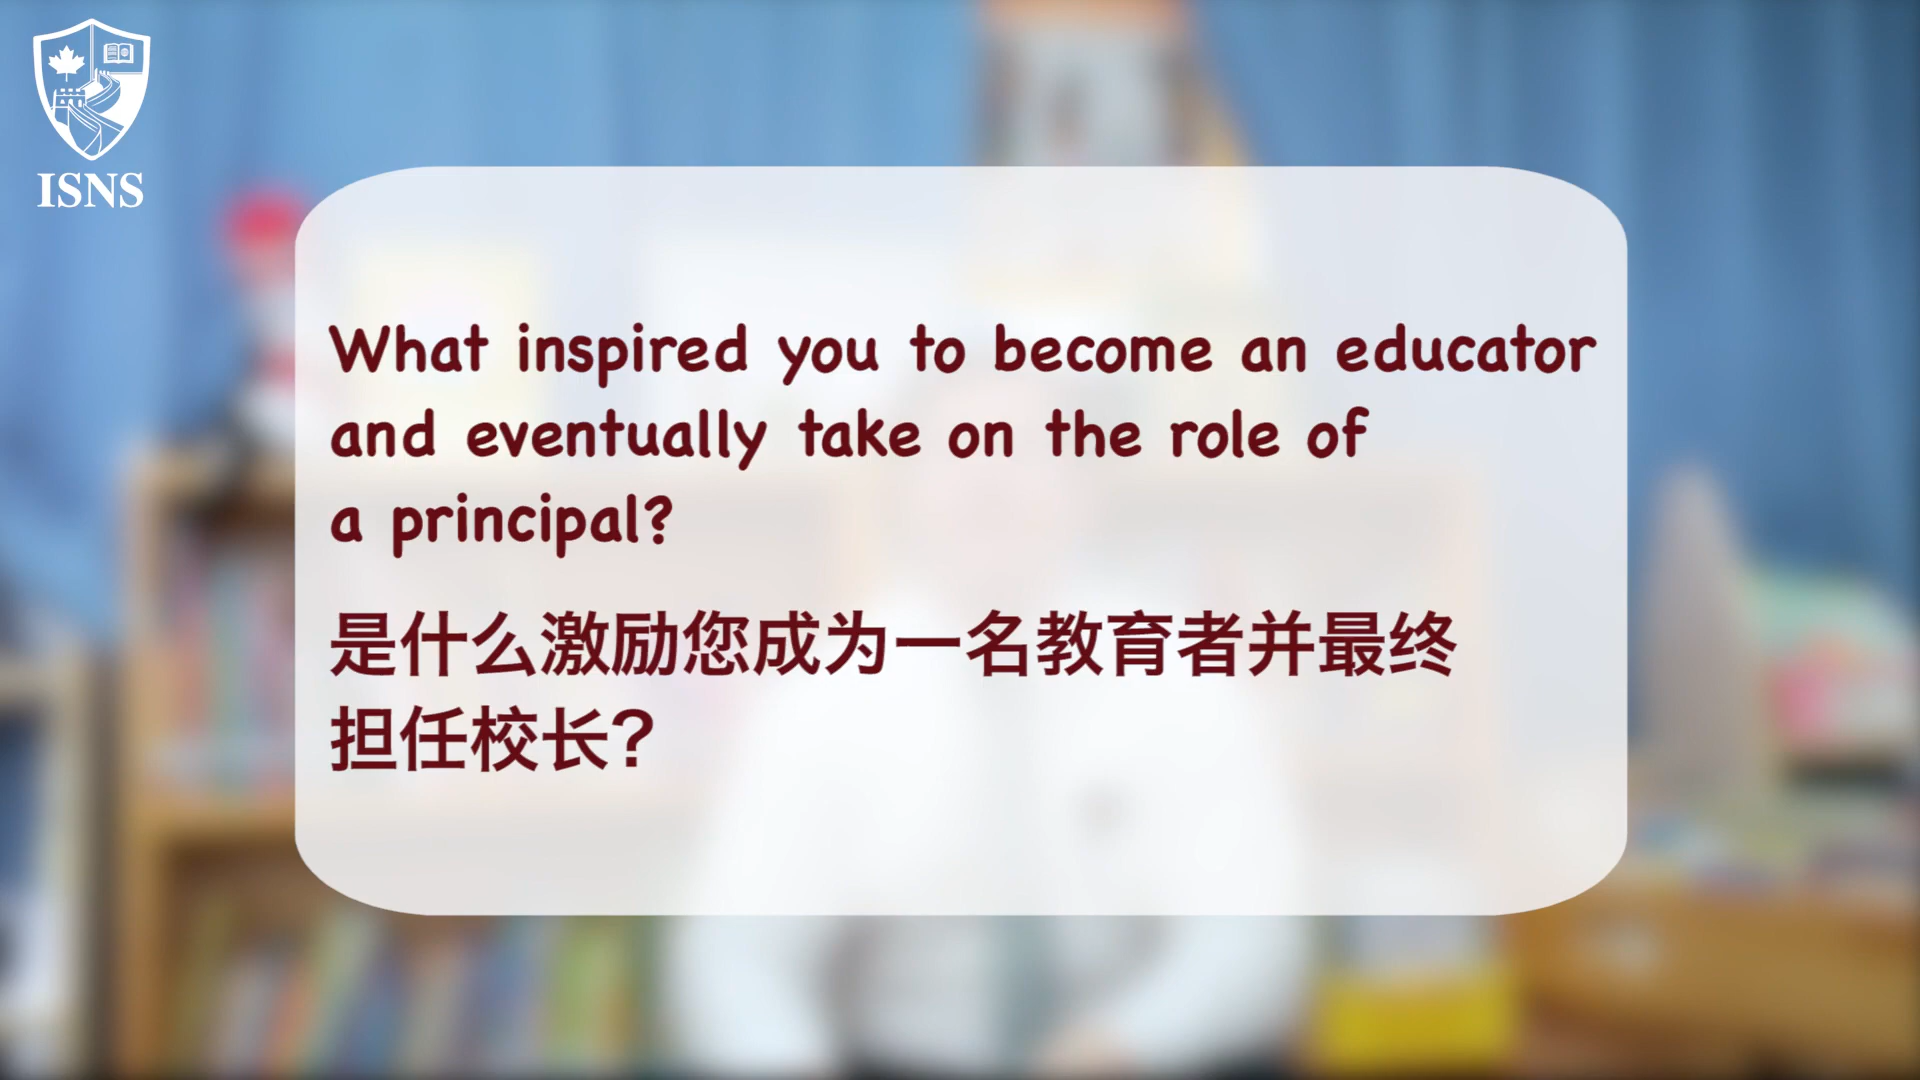 ISNS
What inspired you to become an educator
and eventually take on the role of
a principal?
是什么激励您成为一名教育者并最终
担任校长?